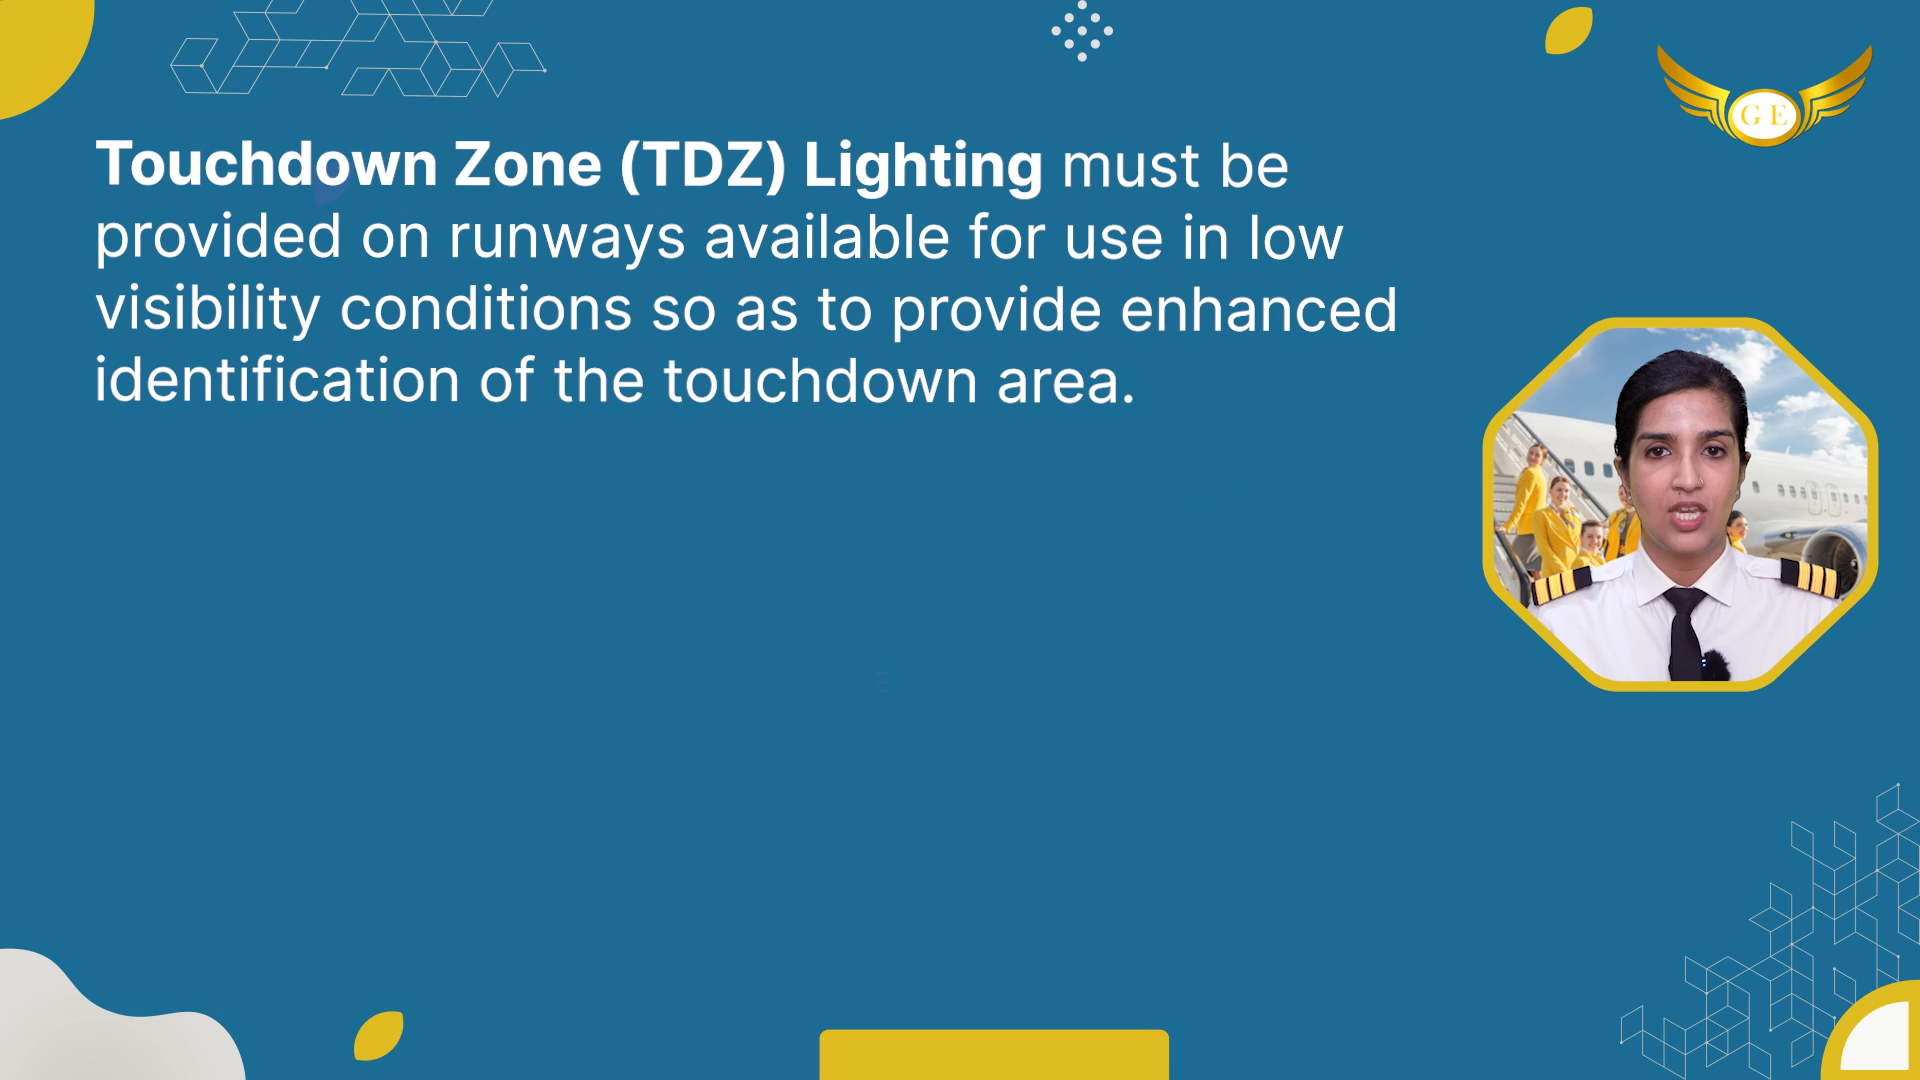 G E
Touchdown Zone (TDZ) Lighting must be
provided on runways available for use in low
visibility conditions so as to provide enhanced
identification of the touchdown area.